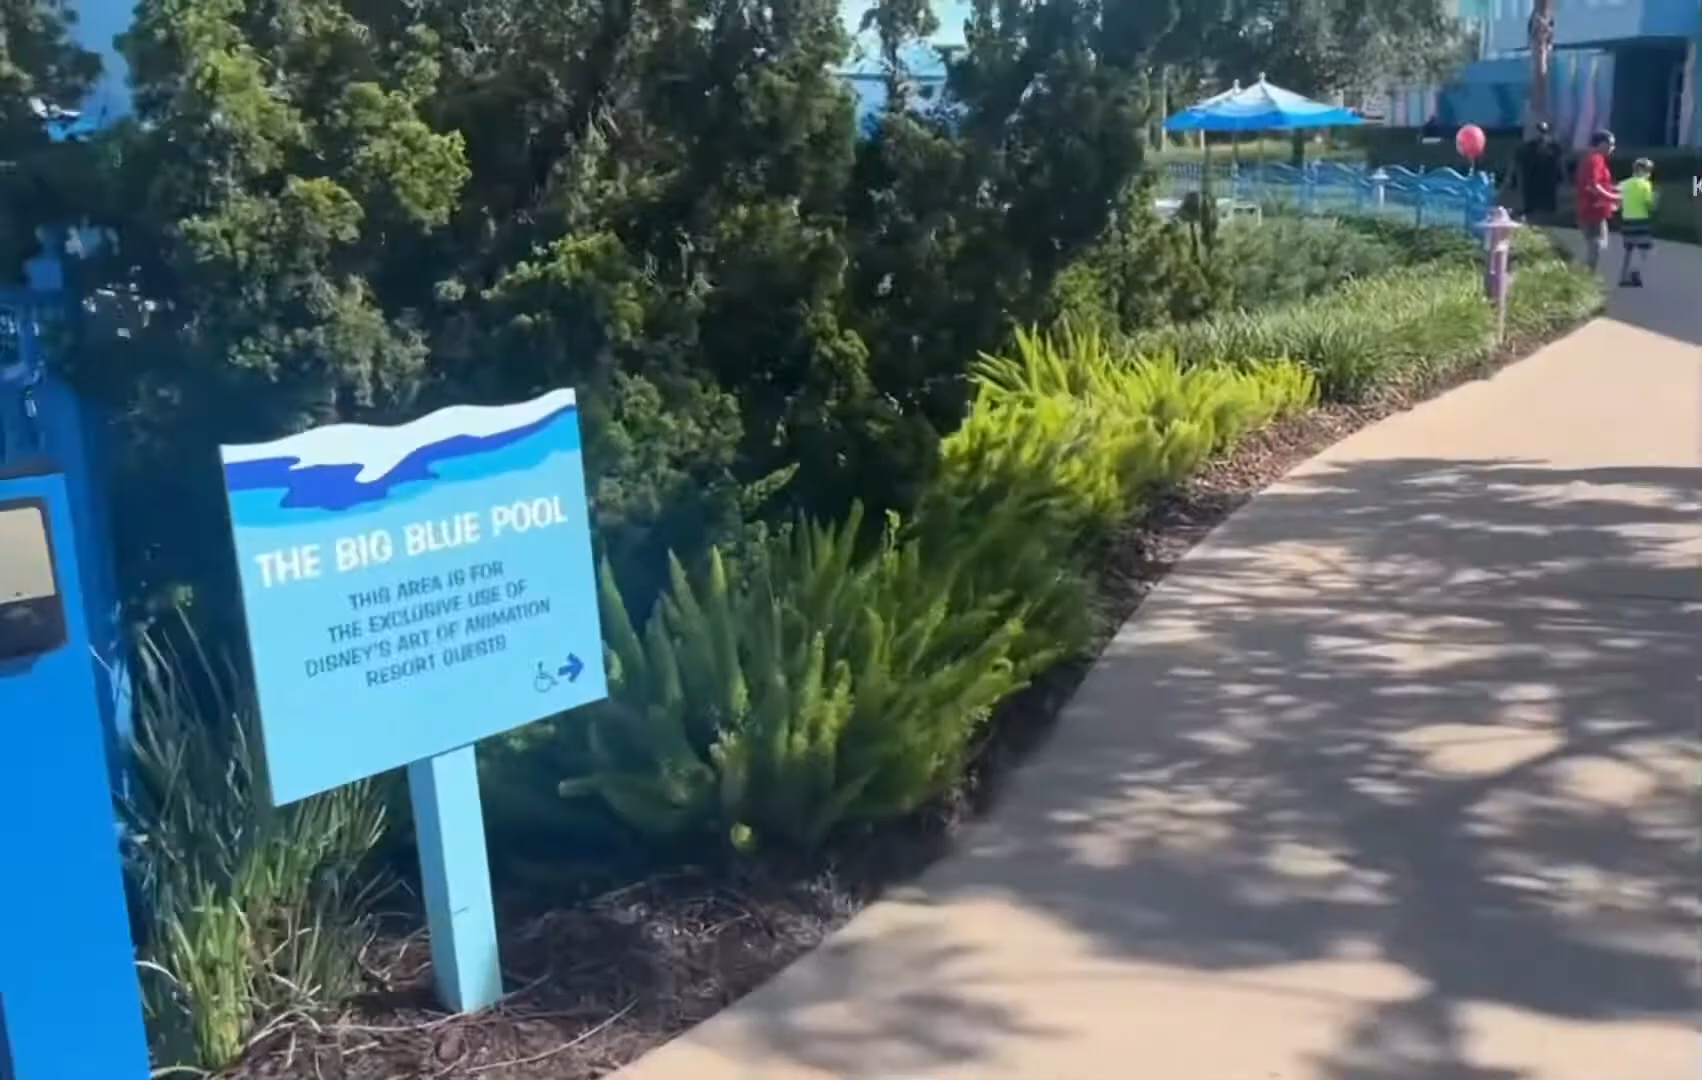 THE BIG BLUE POOL
THIS AREA IS FOR
THE EXCLUSIVE USE OF
DISNEY'S ART OF ANIMATION
RESORT GUESTS
K